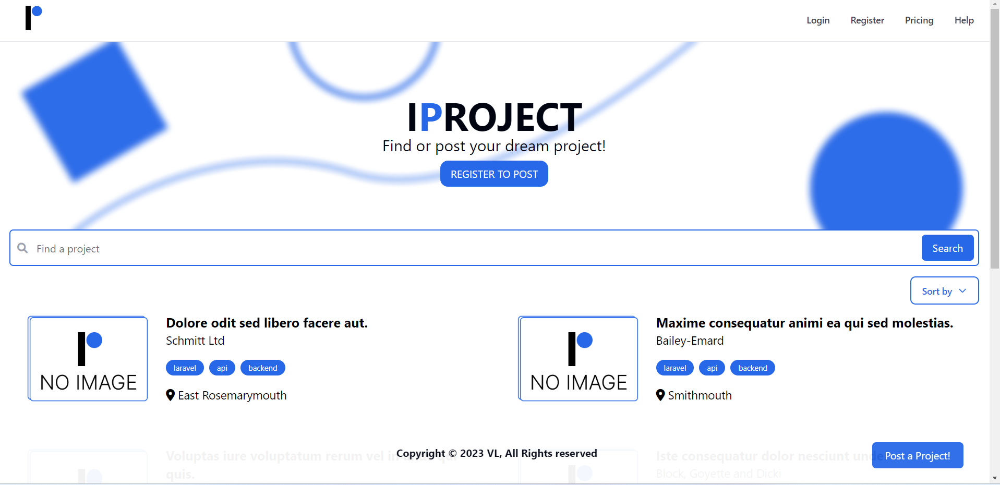 Login Register Pricing Help
IPROJECT
Find or post your dream project!
REGISTER TO POST
Find a project
Search
Sort by
Dolore odit sed libero facere aut.
Schmitt Ltd
laravel api backend
East Rosemarymouth
NO IMAGE
Maxime consequatur animi ea qui sed molestias.
Bailey-Emard
laravel api backend
Smithmouth
NO IMAGE
Voluptas iure voluptatum rerum vel in
quis.
Copyright © 2023 VL, All Rights reserved
Iste consequatur dolor nesciunt
Block, Goyette and Dicki
Post a Project!